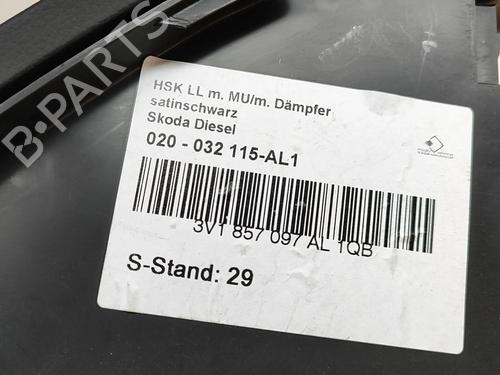 B-PARTS
HSK LL m. MU/m. Dämpfer
satinschwarz
Skoda Diesel
020 - 032 115-AL1
3V1 857 097 AL 1QB
S-Stand: 29